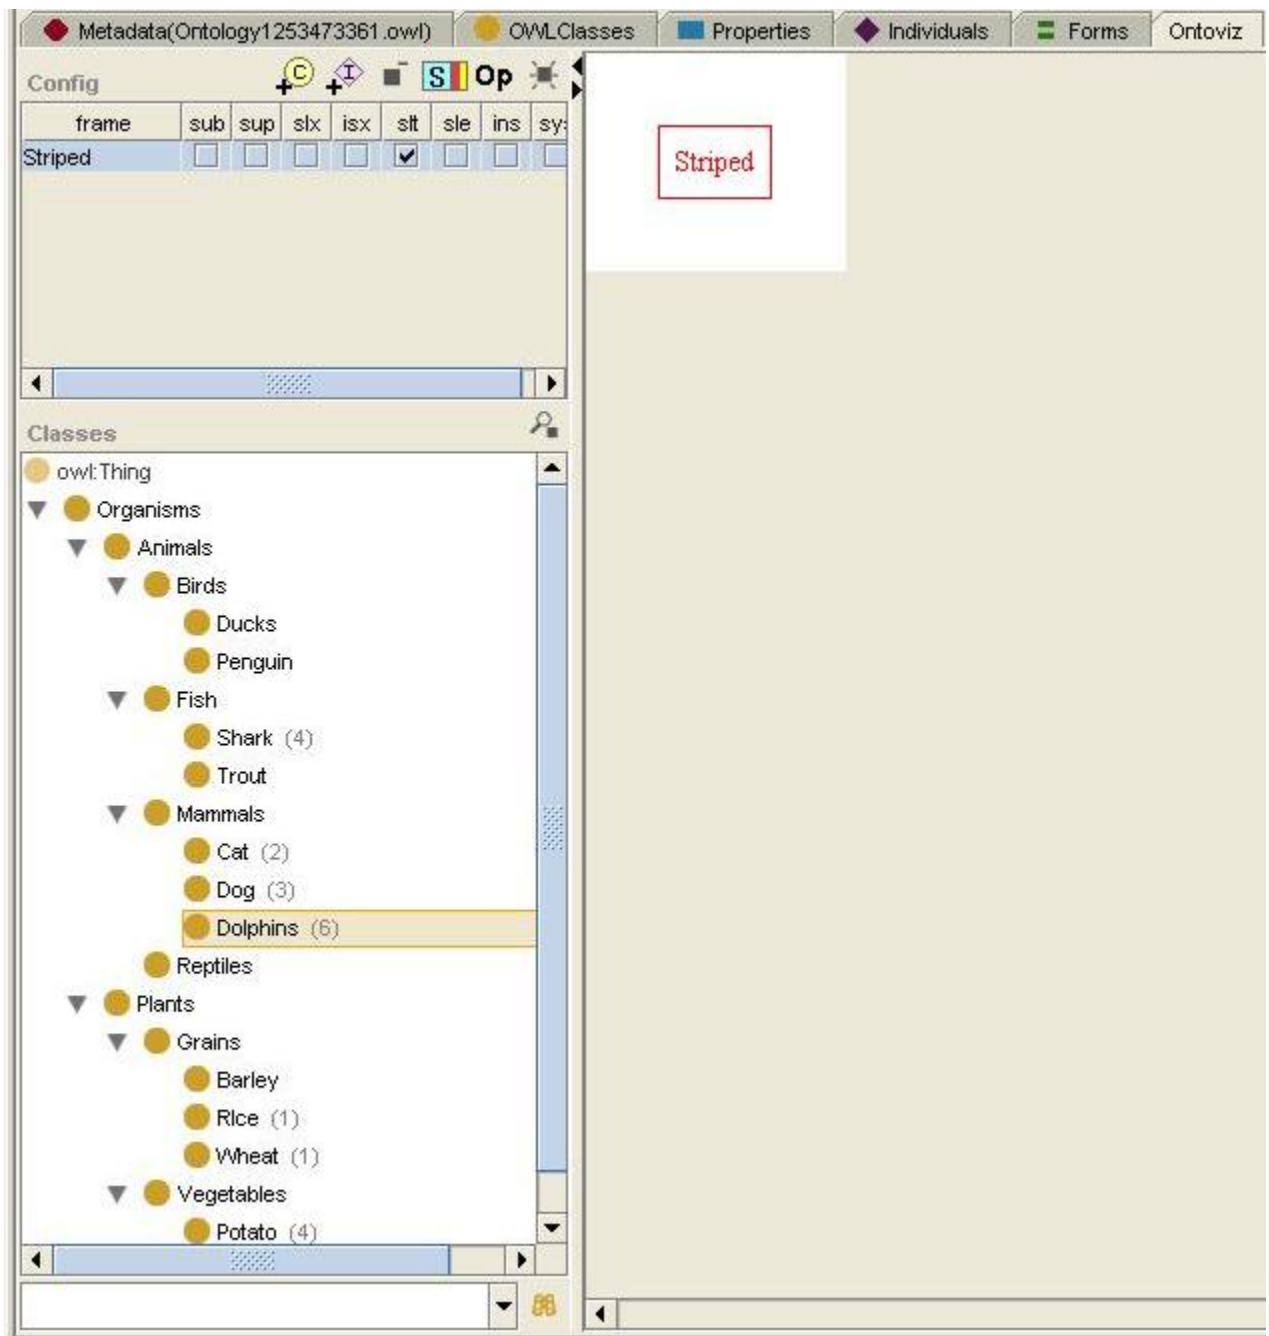 Metadata(Ontology1253473361.owl) OWLClasses Properties Individuals Forms Ontoviz
Config C I S Op
frame sub sup slx isx slt sle ins sy
Striped
Striped
Classes
owl:Thing
Organisms
Animals
Birds
Ducks
Penguin
Fish
Shark (4)
Trout
Mammals
Cat (2)
Dog (3)
Dolphins (6)
Reptiles
Plants
Grains
Barley
RIce (1)
Wheat (1)
Vegetables
Potato (4)